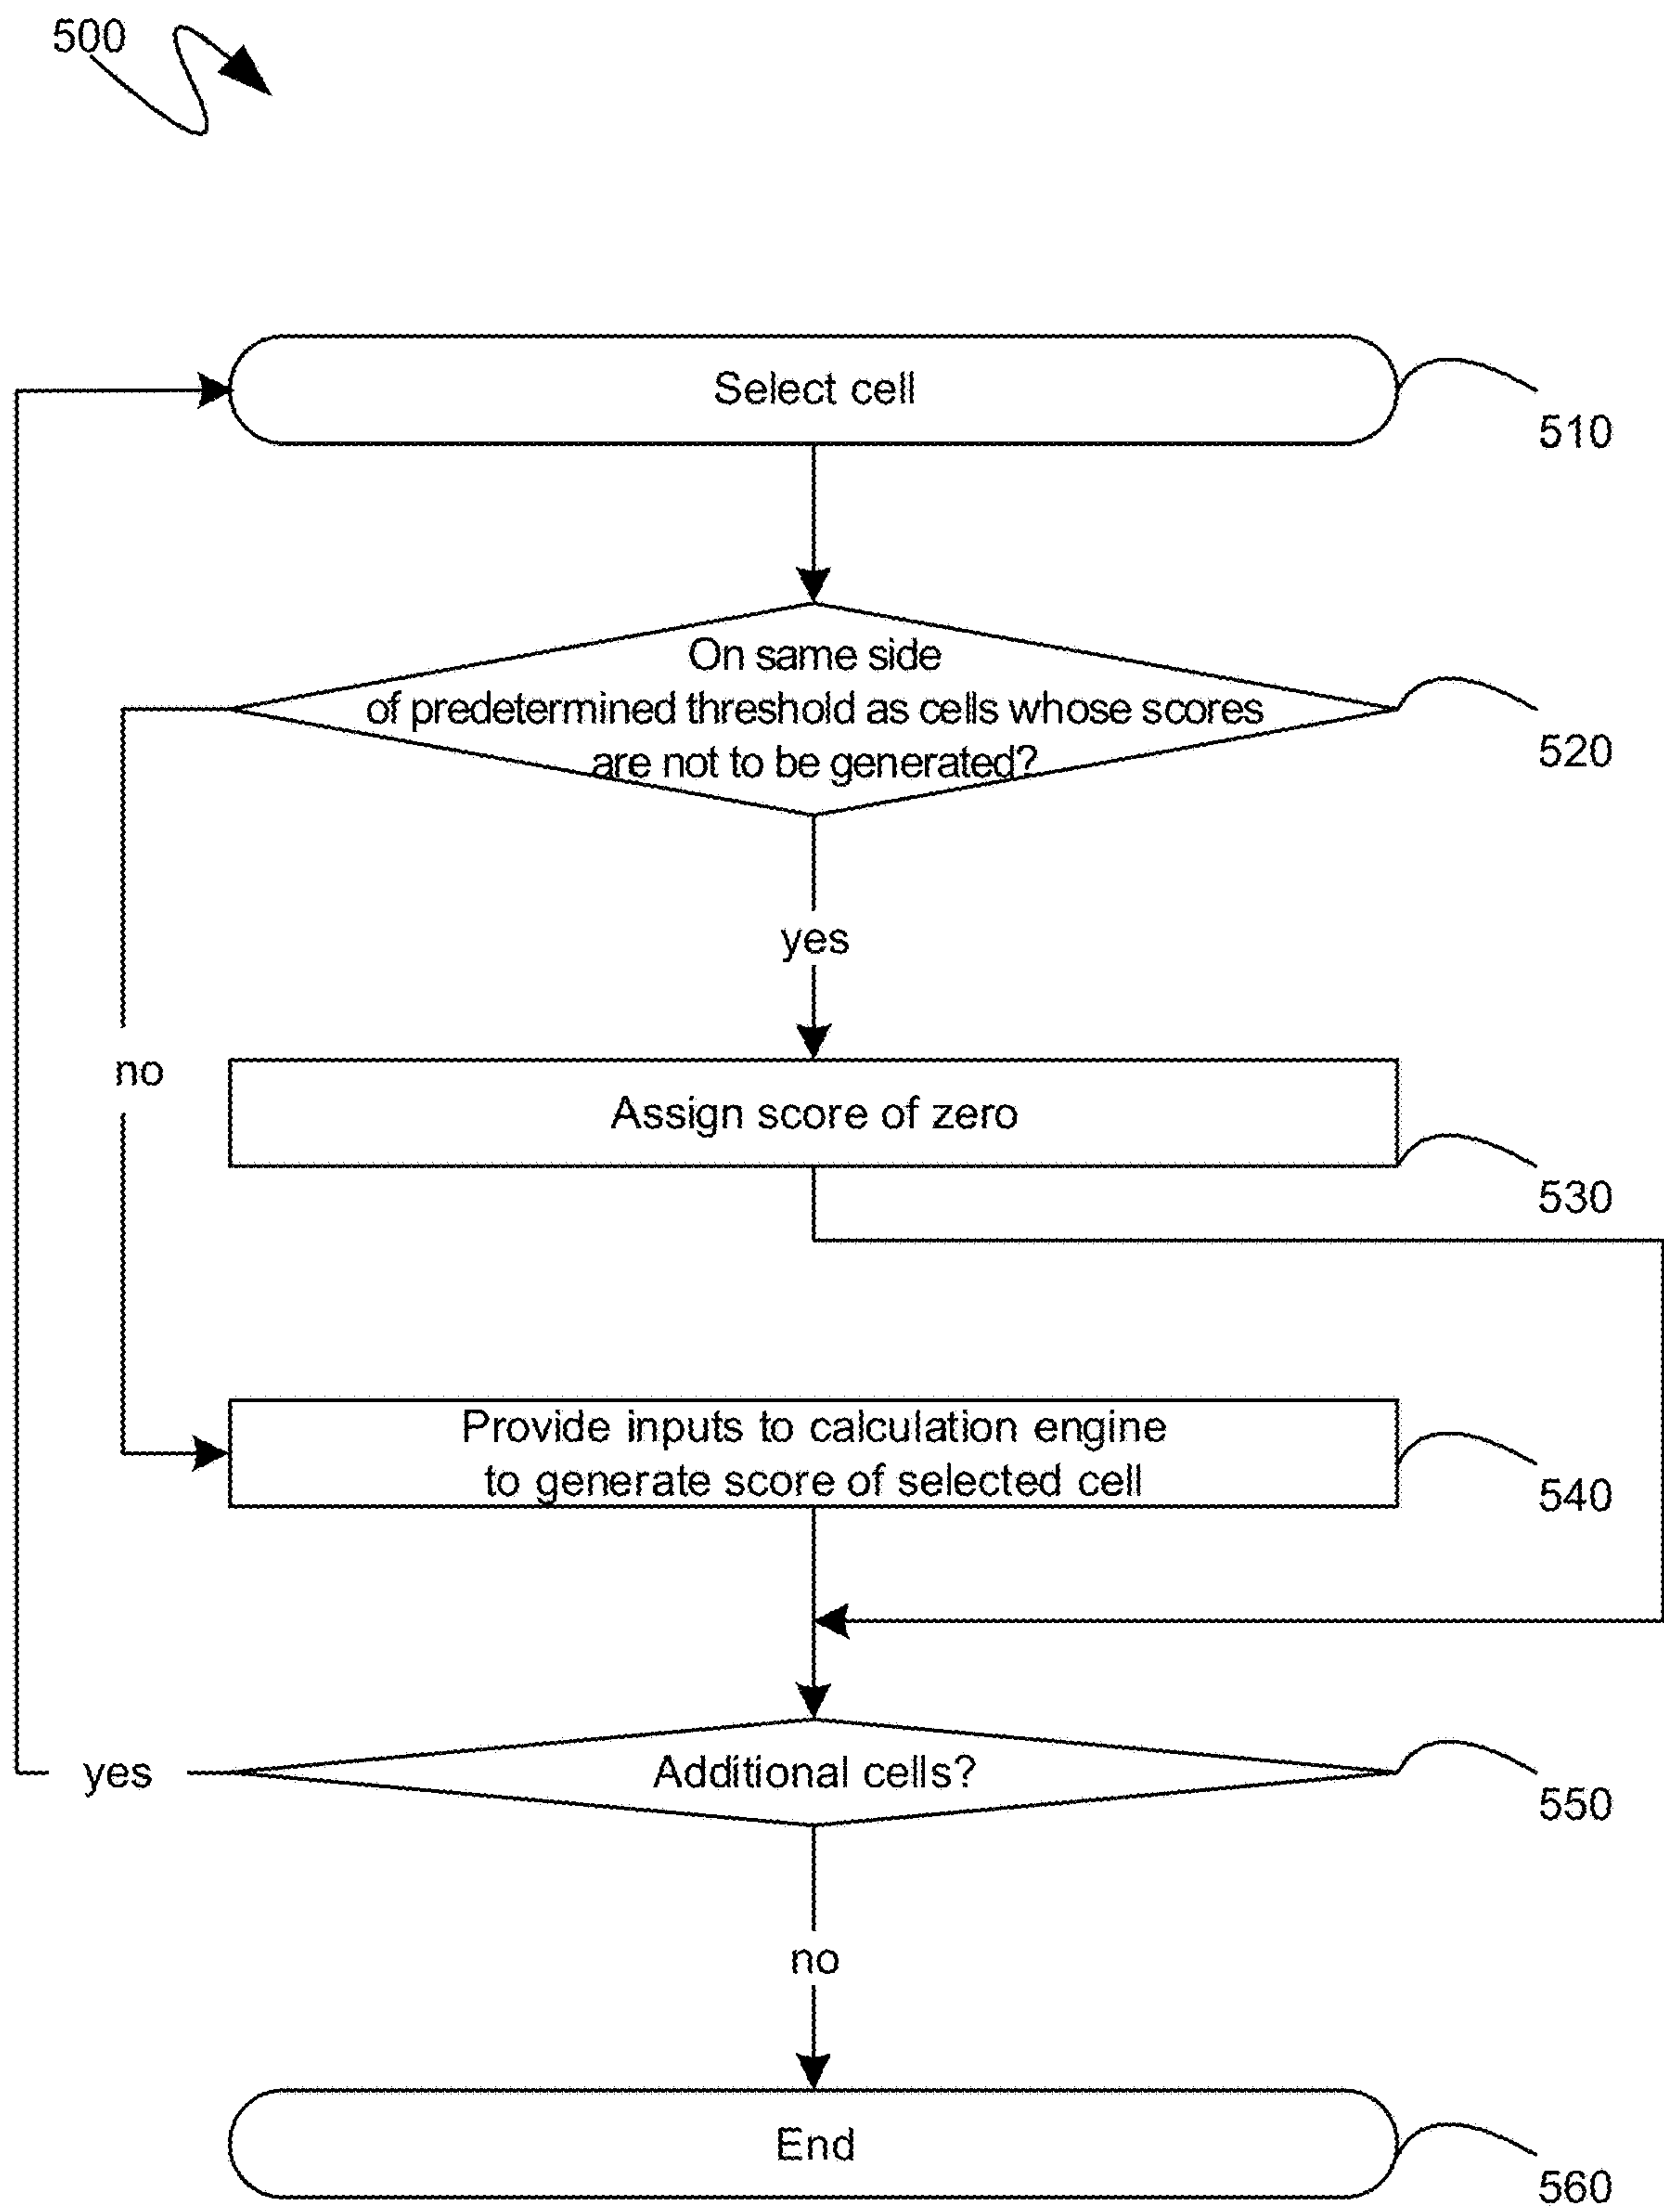 500
Select cell
510
On same side
of predetermined threshold as cells whose scores
are not to be generated?
520
yes
no
Assign score of zero
530
Provide inputs to calculation engine
to generate score of selected cell
540
yes
Additional cells?
550
no
End
560